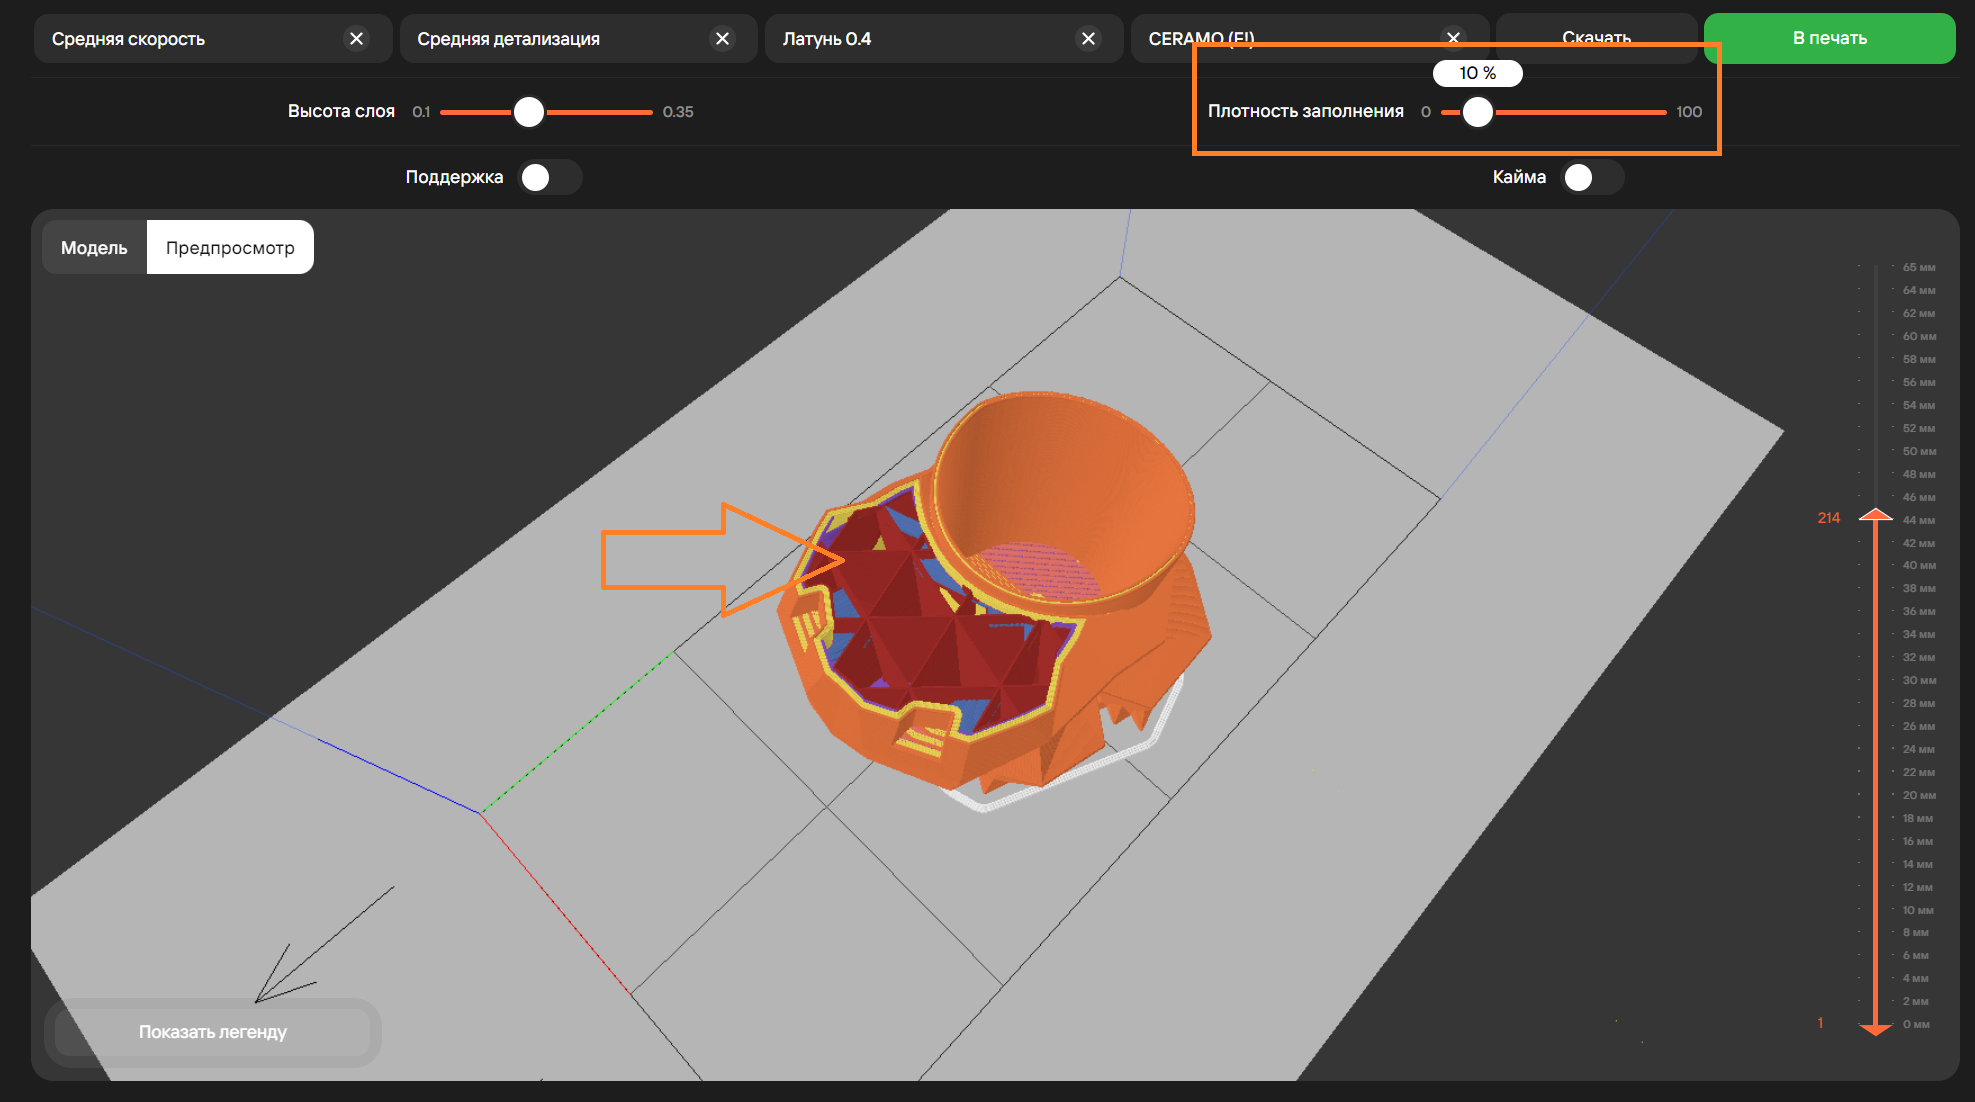 Средняя скорость
Средняя детализация
Латунь 0.4
CERAMO (E!)
Скачать
В печать
10 %
Высота слоя 0.1 0.35
Плотность заполнения 0 100
Поддержка
Кайма
Модель
Предпросмотр
65 мм
64 мм
62 мм
60 мм
58 мм
56 мм
54 мм
52 мм
50 мм
48 мм
46 мм
214
44 мм
42 мм
40 мм
38 мм
36 мм
34 мм
32 мм
30 мм
28 мм
26 мм
24 мм
22 мм
20 мм
18 мм
16 мм
14 мм
12 мм
10 мм
8 мм
6 мм
4 мм
2 мм
1
0 мм
Показать легенду